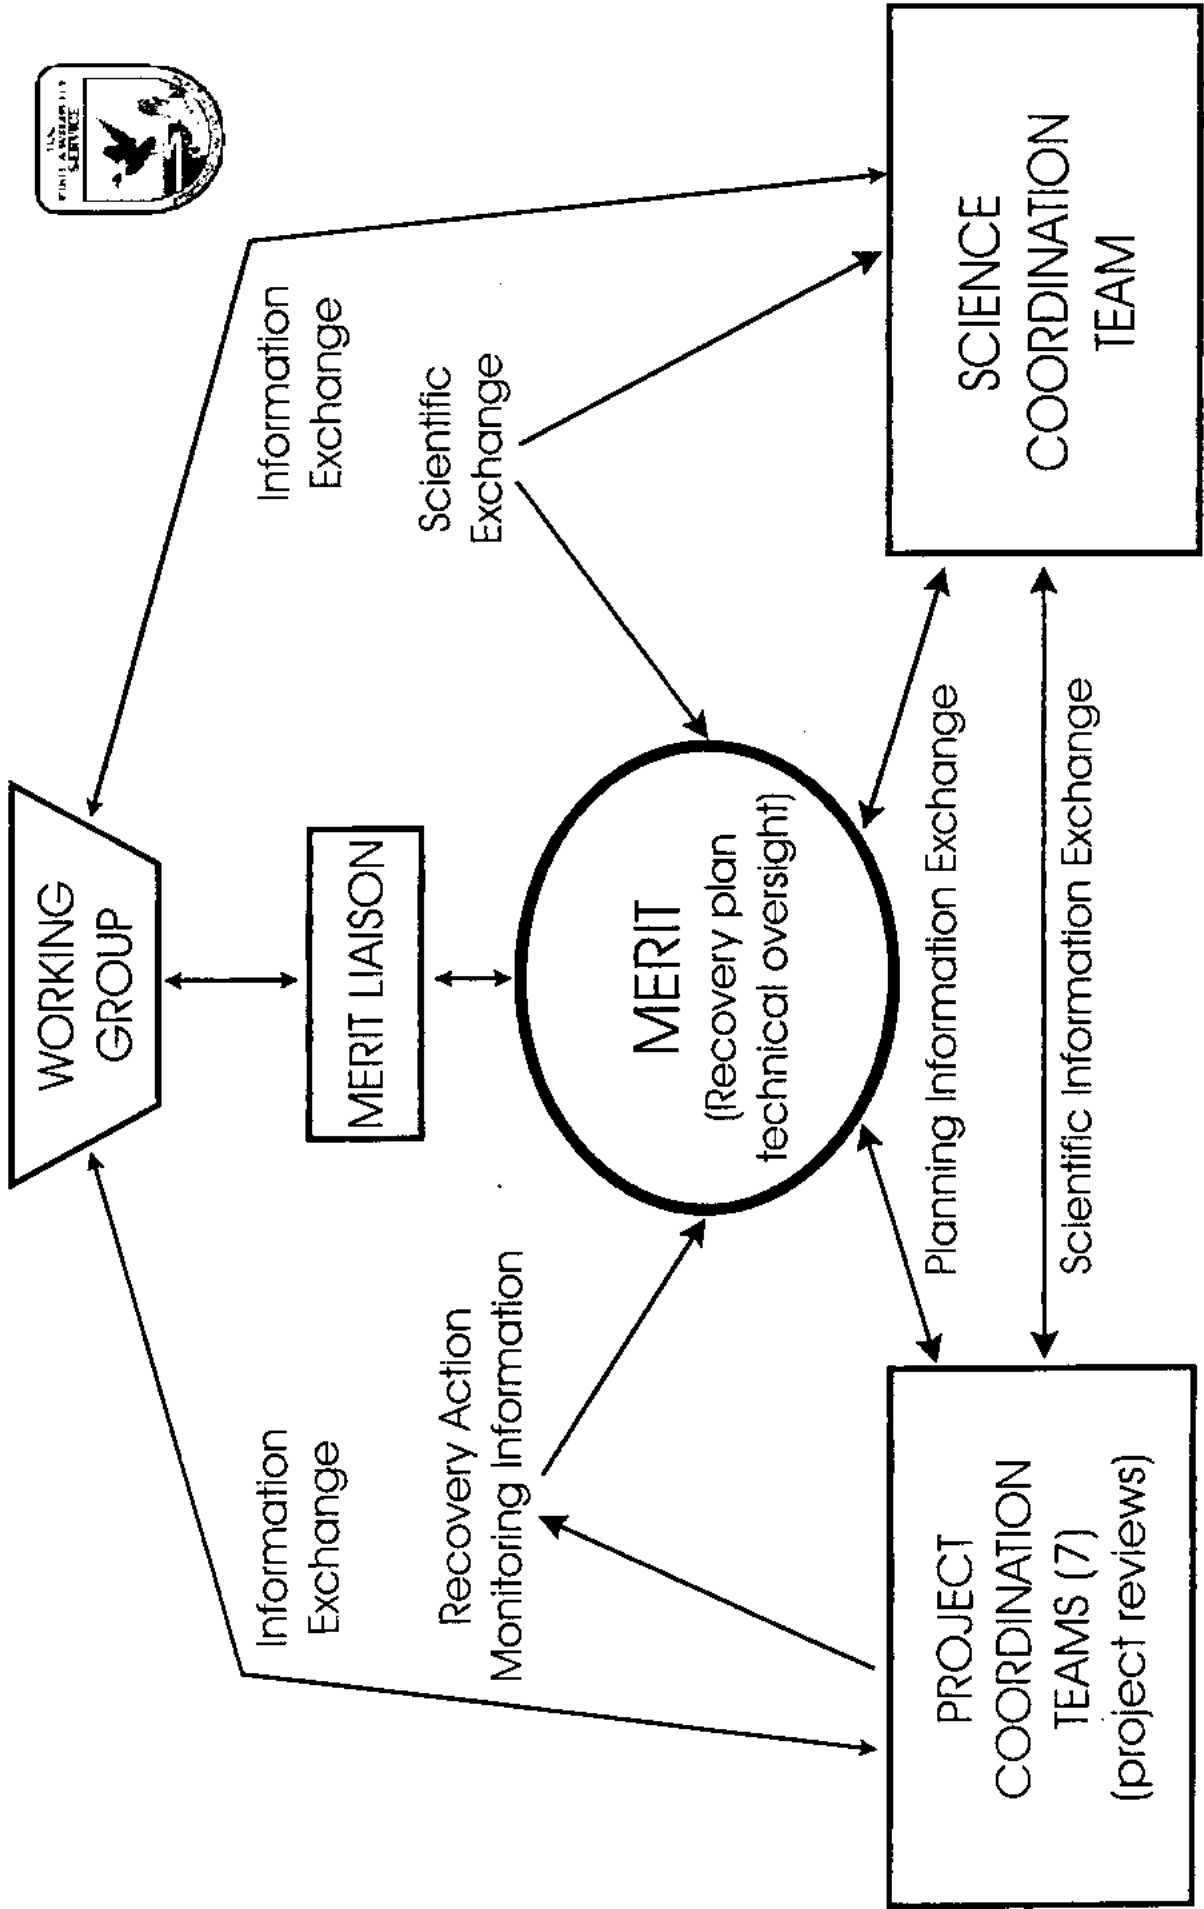 WORKING
GROUP
MERIT LIAISON
Information
Exchange
Information
Exchange
Recovery Action
Monitoring Information
Scientific
Exchange
MERIT
(Recovery plan
technical oversight)
Planning Information Exchange
Scientific Information Exchange
PROJECT
COORDINATION
TEAMS (7)
(project reviews)
SCIENCE
COORDINATION
TEAM
SERVICE